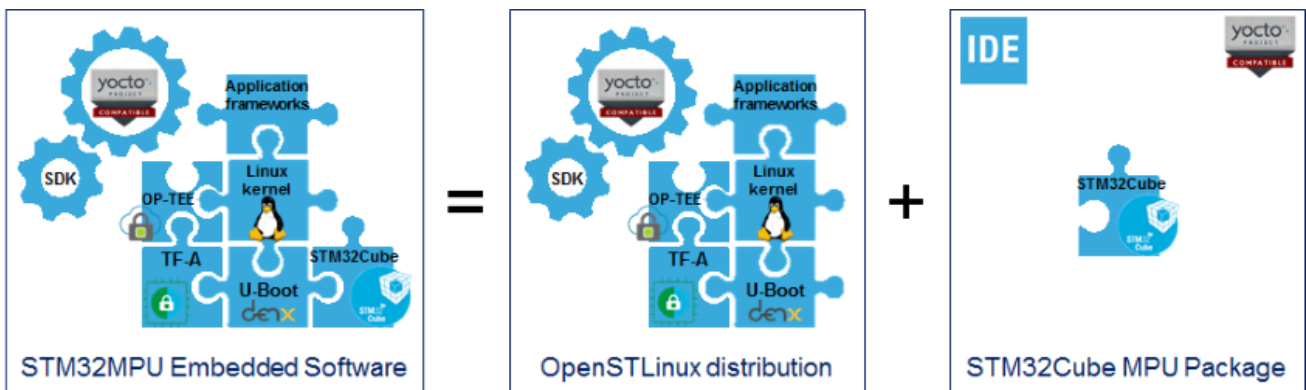 yocto
PROJECT
COMPATIBLE
Application
frameworks
SDK
OP-TEE
Linux
kernel
TF-A
STM32Cube
U-Boot
denx
STM32
Cube
STM32MPU Embedded Software
=
yocto
PROJECT
COMPATIBLE
Application
frameworks
SDK
OP-TEE
Linux
kernel
TF-A
U-Boot
denx
OpenSTLinux distribution
+
IDE
yocto
PROJECT
COMPATIBLE
STM32Cube
STM32
Cube
STM32Cube MPU Package